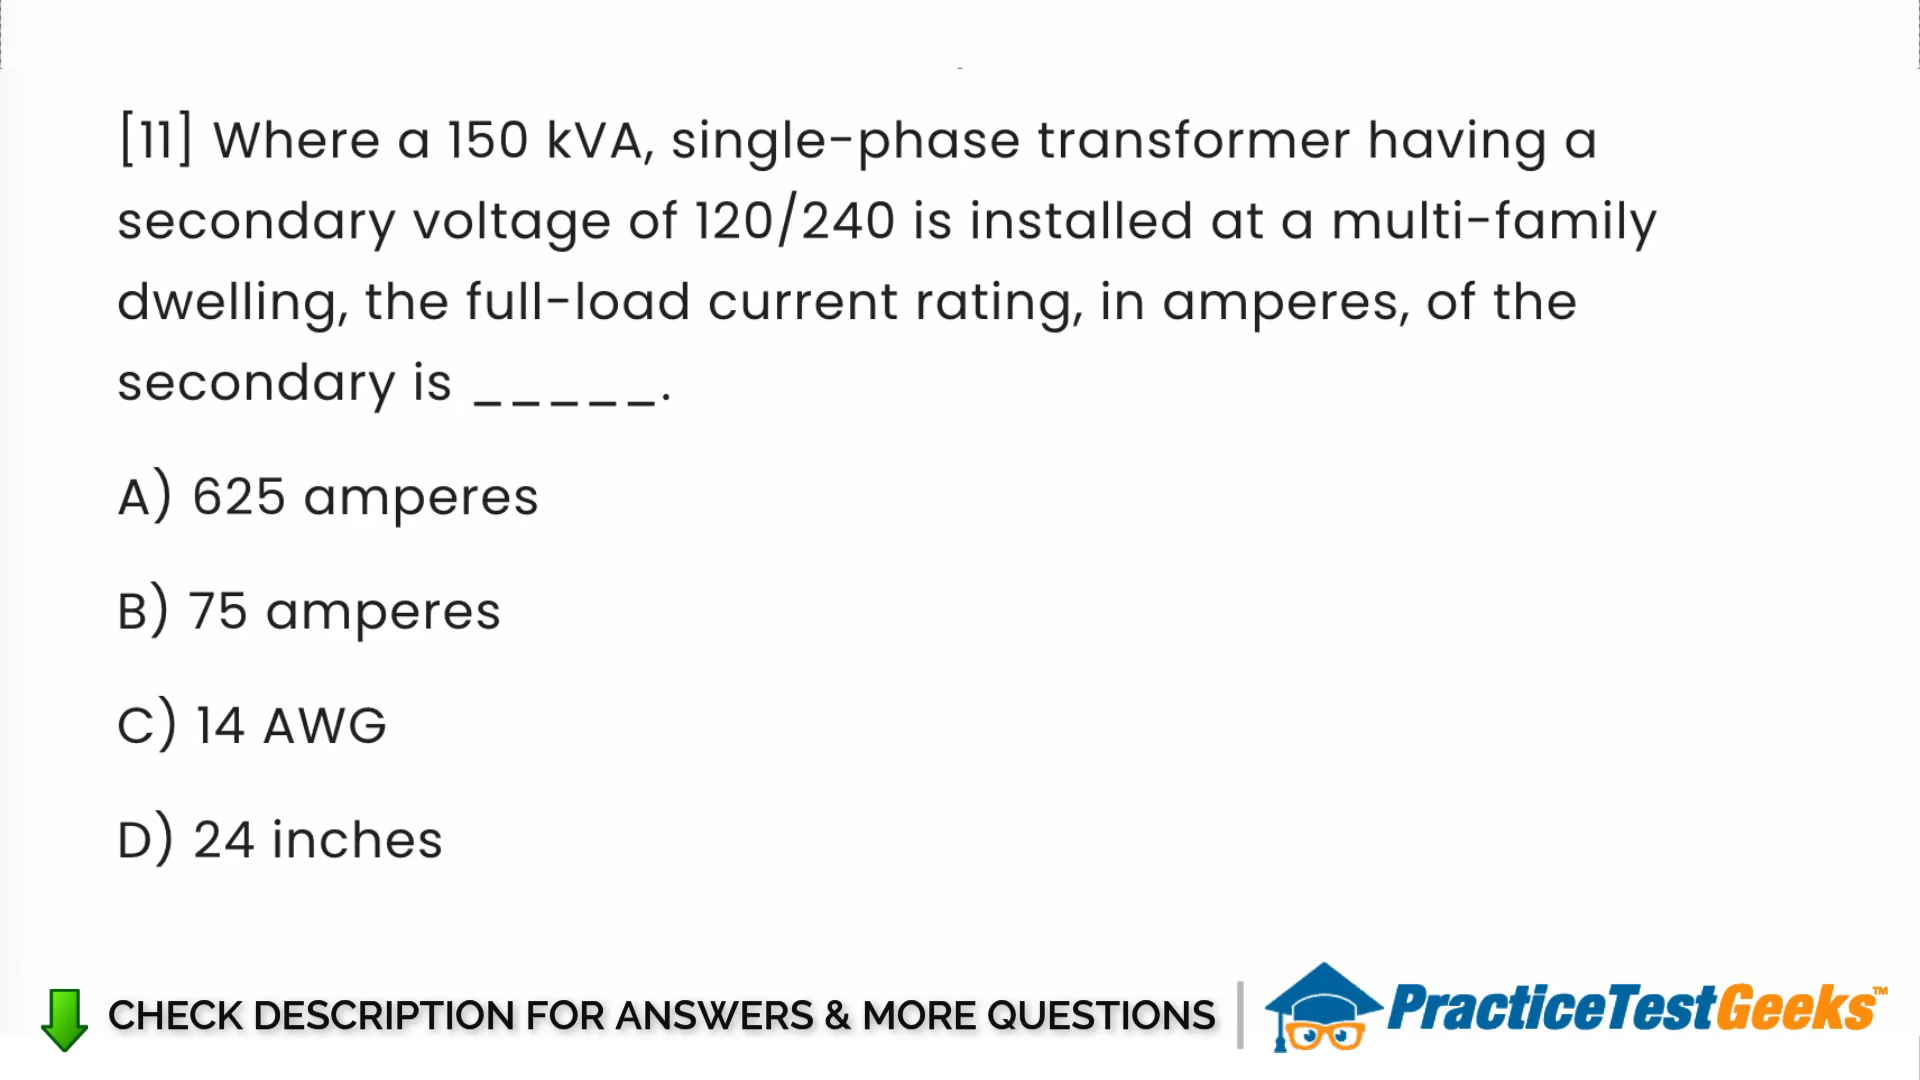 [11] Where a 150 kVA, single-phase transformer having a
secondary voltage of 120/240 is installed at a multi-family
dwelling, the full-load current rating, in amperes, of the
secondary is _____.
A) 625 amperes
B) 75 amperes
C) 14 AWG
D) 24 inches
CHECK DESCRIPTION FOR ANSWERS & MORE QUESTIONS
PracticeTestGeeks™